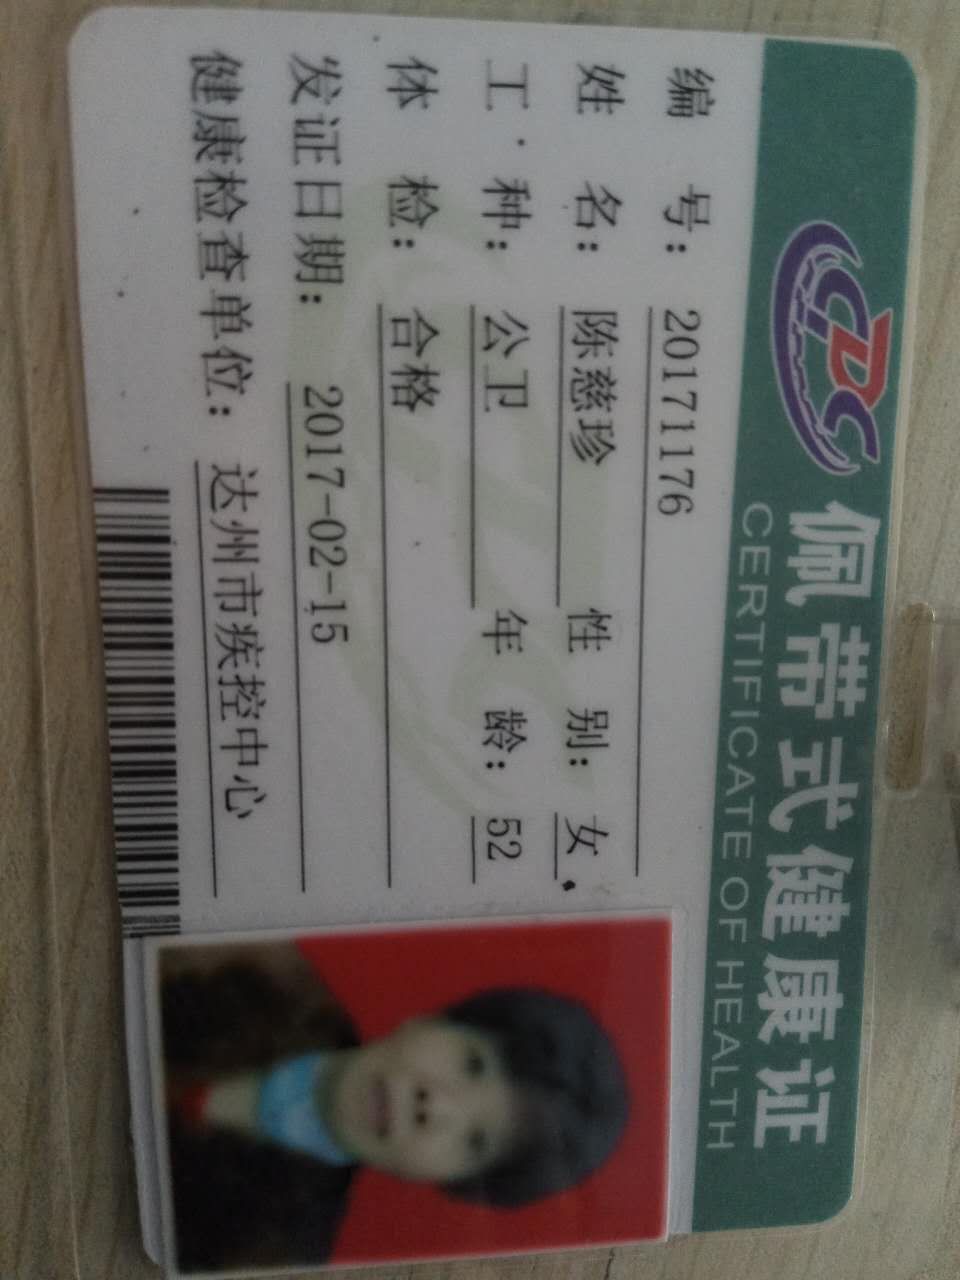 CDC 佩带式健康证
CERTIFICATE OF HEALTH
编 号: 20171176
姓 名: 陈慈珍 性 别: 女
工 种: 公卫 年 龄: 52
体 检: 合格
发证日期: 2017-02-15
健康检查单位: 达州市疾控中心